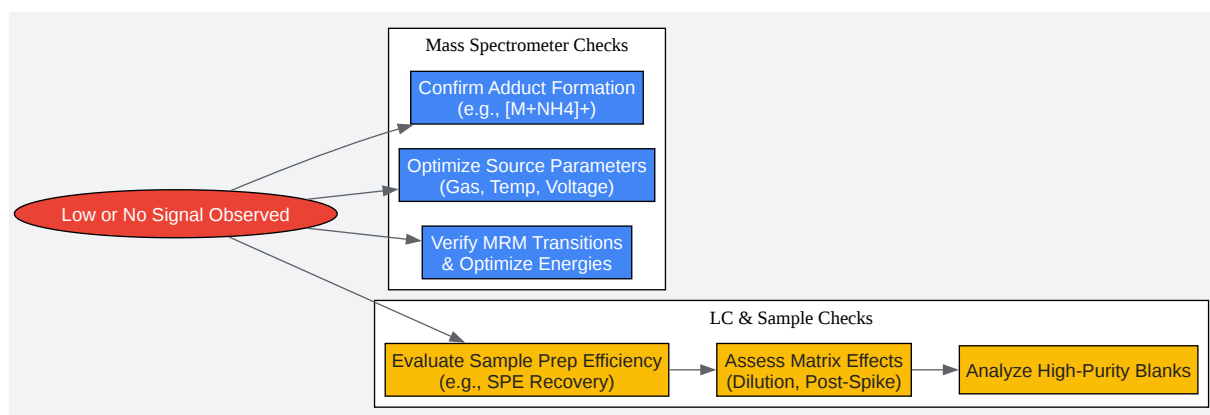 Mass Spectrometer Checks
Confirm Adduct Formation
(e.g., [M+NH4]+)
Optimize Source Parameters
(Gas, Temp, Voltage)
Low or No Signal Observed
Verify MRM Transitions
& Optimize Energies
LC & Sample Checks
Evaluate Sample Prep Efficiency
(e.g., SPE Recovery)
Assess Matrix Effects
(Dilution, Post-Spike)
Analyze High-Purity Blanks